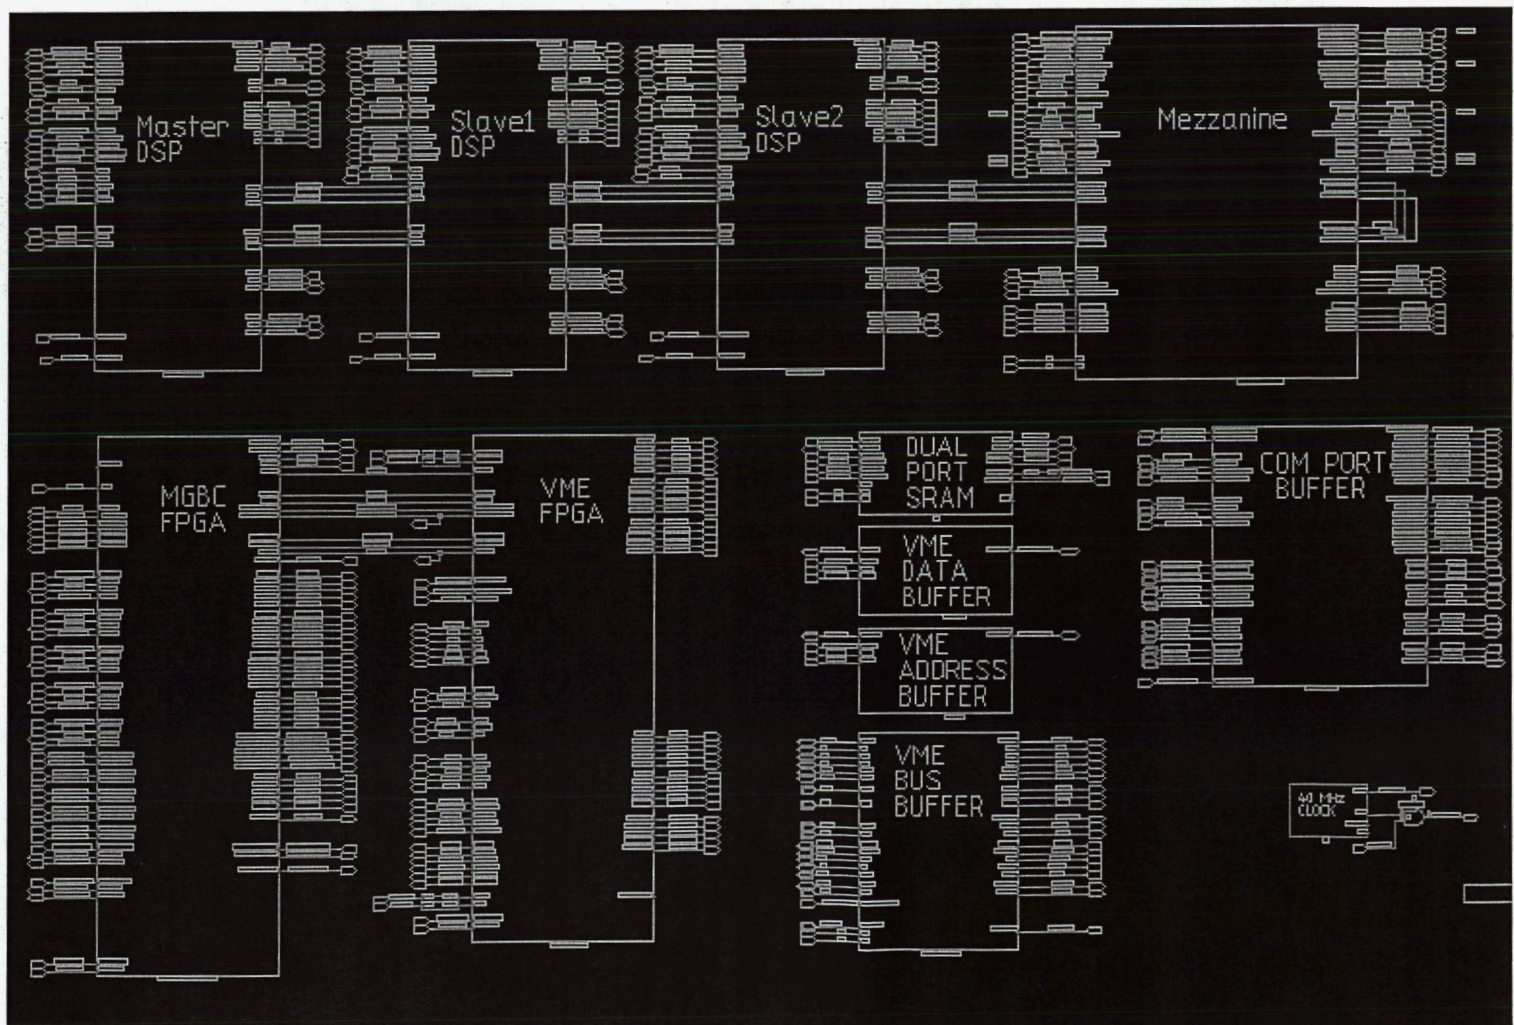 Master
DSP
Slave1
DSP
Slave2
DSP
Mezzanine
MGBC
FPGA
VME
FPGA
DUAL
PORT
SRAM
VME
DATA
BUFFER
VME
ADDRESS
BUFFER
VME
BUS
BUFFER
COM PORT
BUFFER
40 MHz
CLOCK